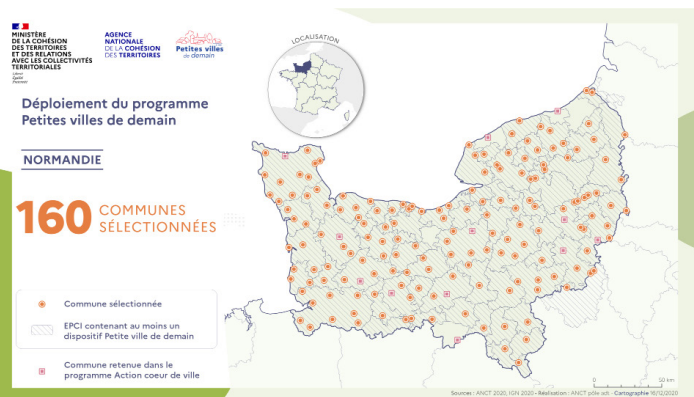 MINISTÈRE
DE LA COHÉSION
DES TERRITOIRES
ET DES RELATIONS
AVEC LES COLLECTIVITÉS
TERRITORIALES
Liberté
Égalité
Fraternité
AGENCE
NATIONALE
DE LA COHÉSION
DES TERRITOIRES
Petites villes
de demain
LOCALISATION
Déploiement du programme
Petites villes de demain
NORMANDIE
160 COMMUNES
SÉLECTIONNÉES
Commune sélectionnée
EPCI contenant au moins un
dispositif Petite ville de demain
Commune retenue dans le
programme Action coeur de ville
0 50 km
Sources : ANCT 2020, IGN 2020 - Réalisation : ANCT pôle adt - Cartographie 16/12/2020